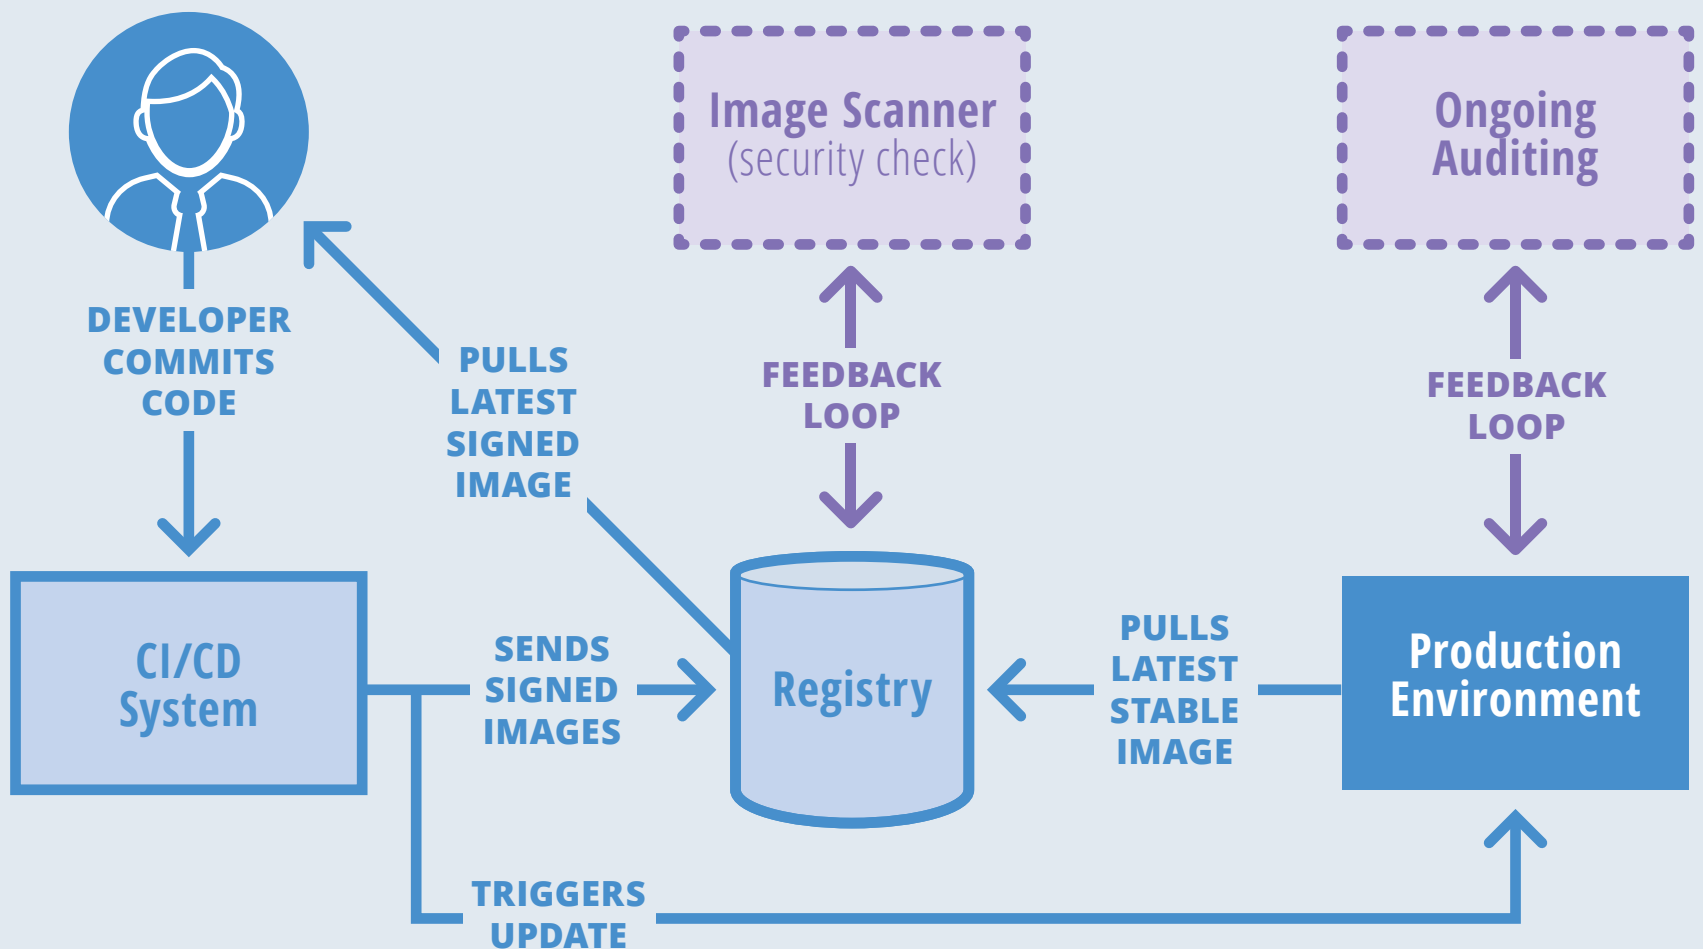 Image Scanner
(security check)
Ongoing
Auditing
DEVELOPER
COMMITS
CODE
PULLS
LATEST
SIGNED
IMAGE
FEEDBACK
LOOP
FEEDBACK
LOOP
CI/CD
System
SENDS
SIGNED
IMAGES
Registry
PULLS
LATEST
STABLE
IMAGE
Production
Environment
TRIGGERS
UPDATE